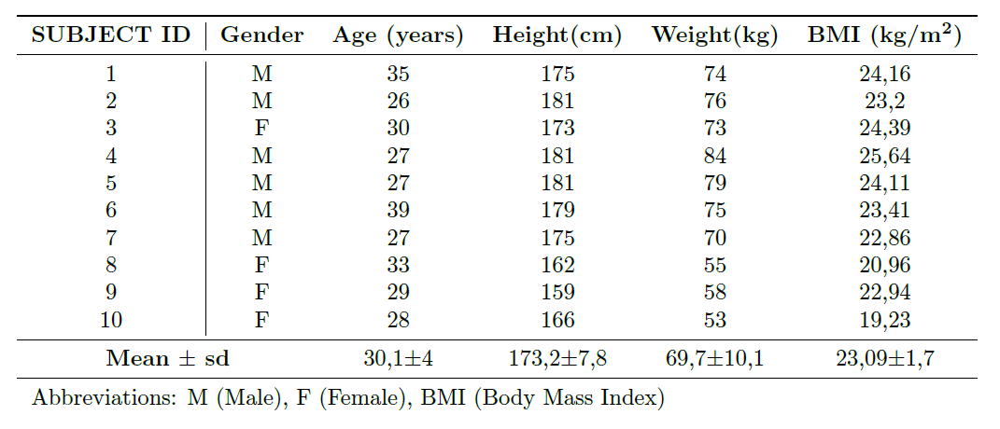 SUBJECT ID Gender Age (years) Height(cm) Weight(kg) BMI (kg/m²)
1 M 35 175 74 24,16
2 M 26 181 76 23,2
3 F 30 173 73 24,39
4 M 27 181 84 25,64
5 M 27 181 79 24,11
6 M 39 179 75 23,41
7 M 27 175 70 22,86
8 F 33 162 55 20,96
9 F 29 159 58 22,94
10 F 28 166 53 19,23
Mean ± sd 30,1±4 173,2±7,8 69,7±10,1 23,09±1,7
Abbreviations: M (Male), F (Female), BMI (Body Mass Index)